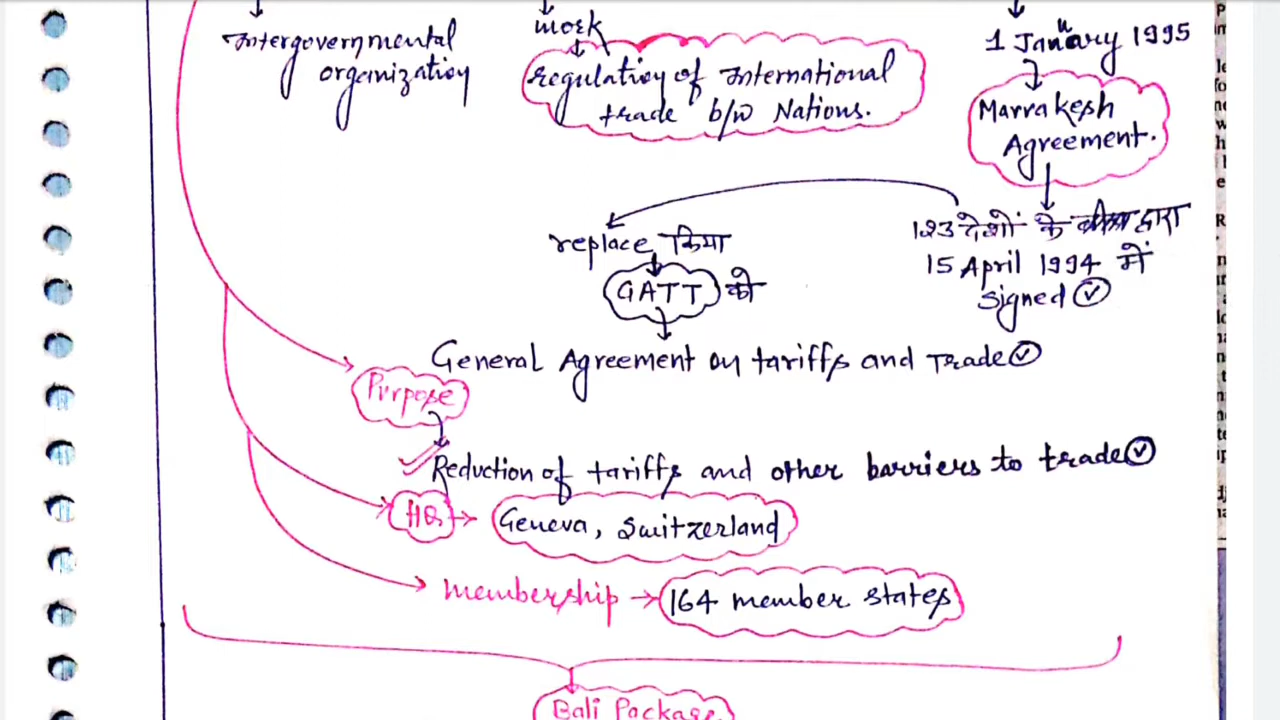 Intergovernmental
organization
work
regulation of International
trade b/w Nations.
1 January 1995
Marrakesh
Agreement.
123 देशों के द्वारा
15 April 1994 में
signed
replace किया
GATT को
General Agreement on tariffs and Trade
Purpose
Reduction of tariffs and other barriers to trade
HQ → Geneva, Switzerland
membership → 164 member states
Bali Package